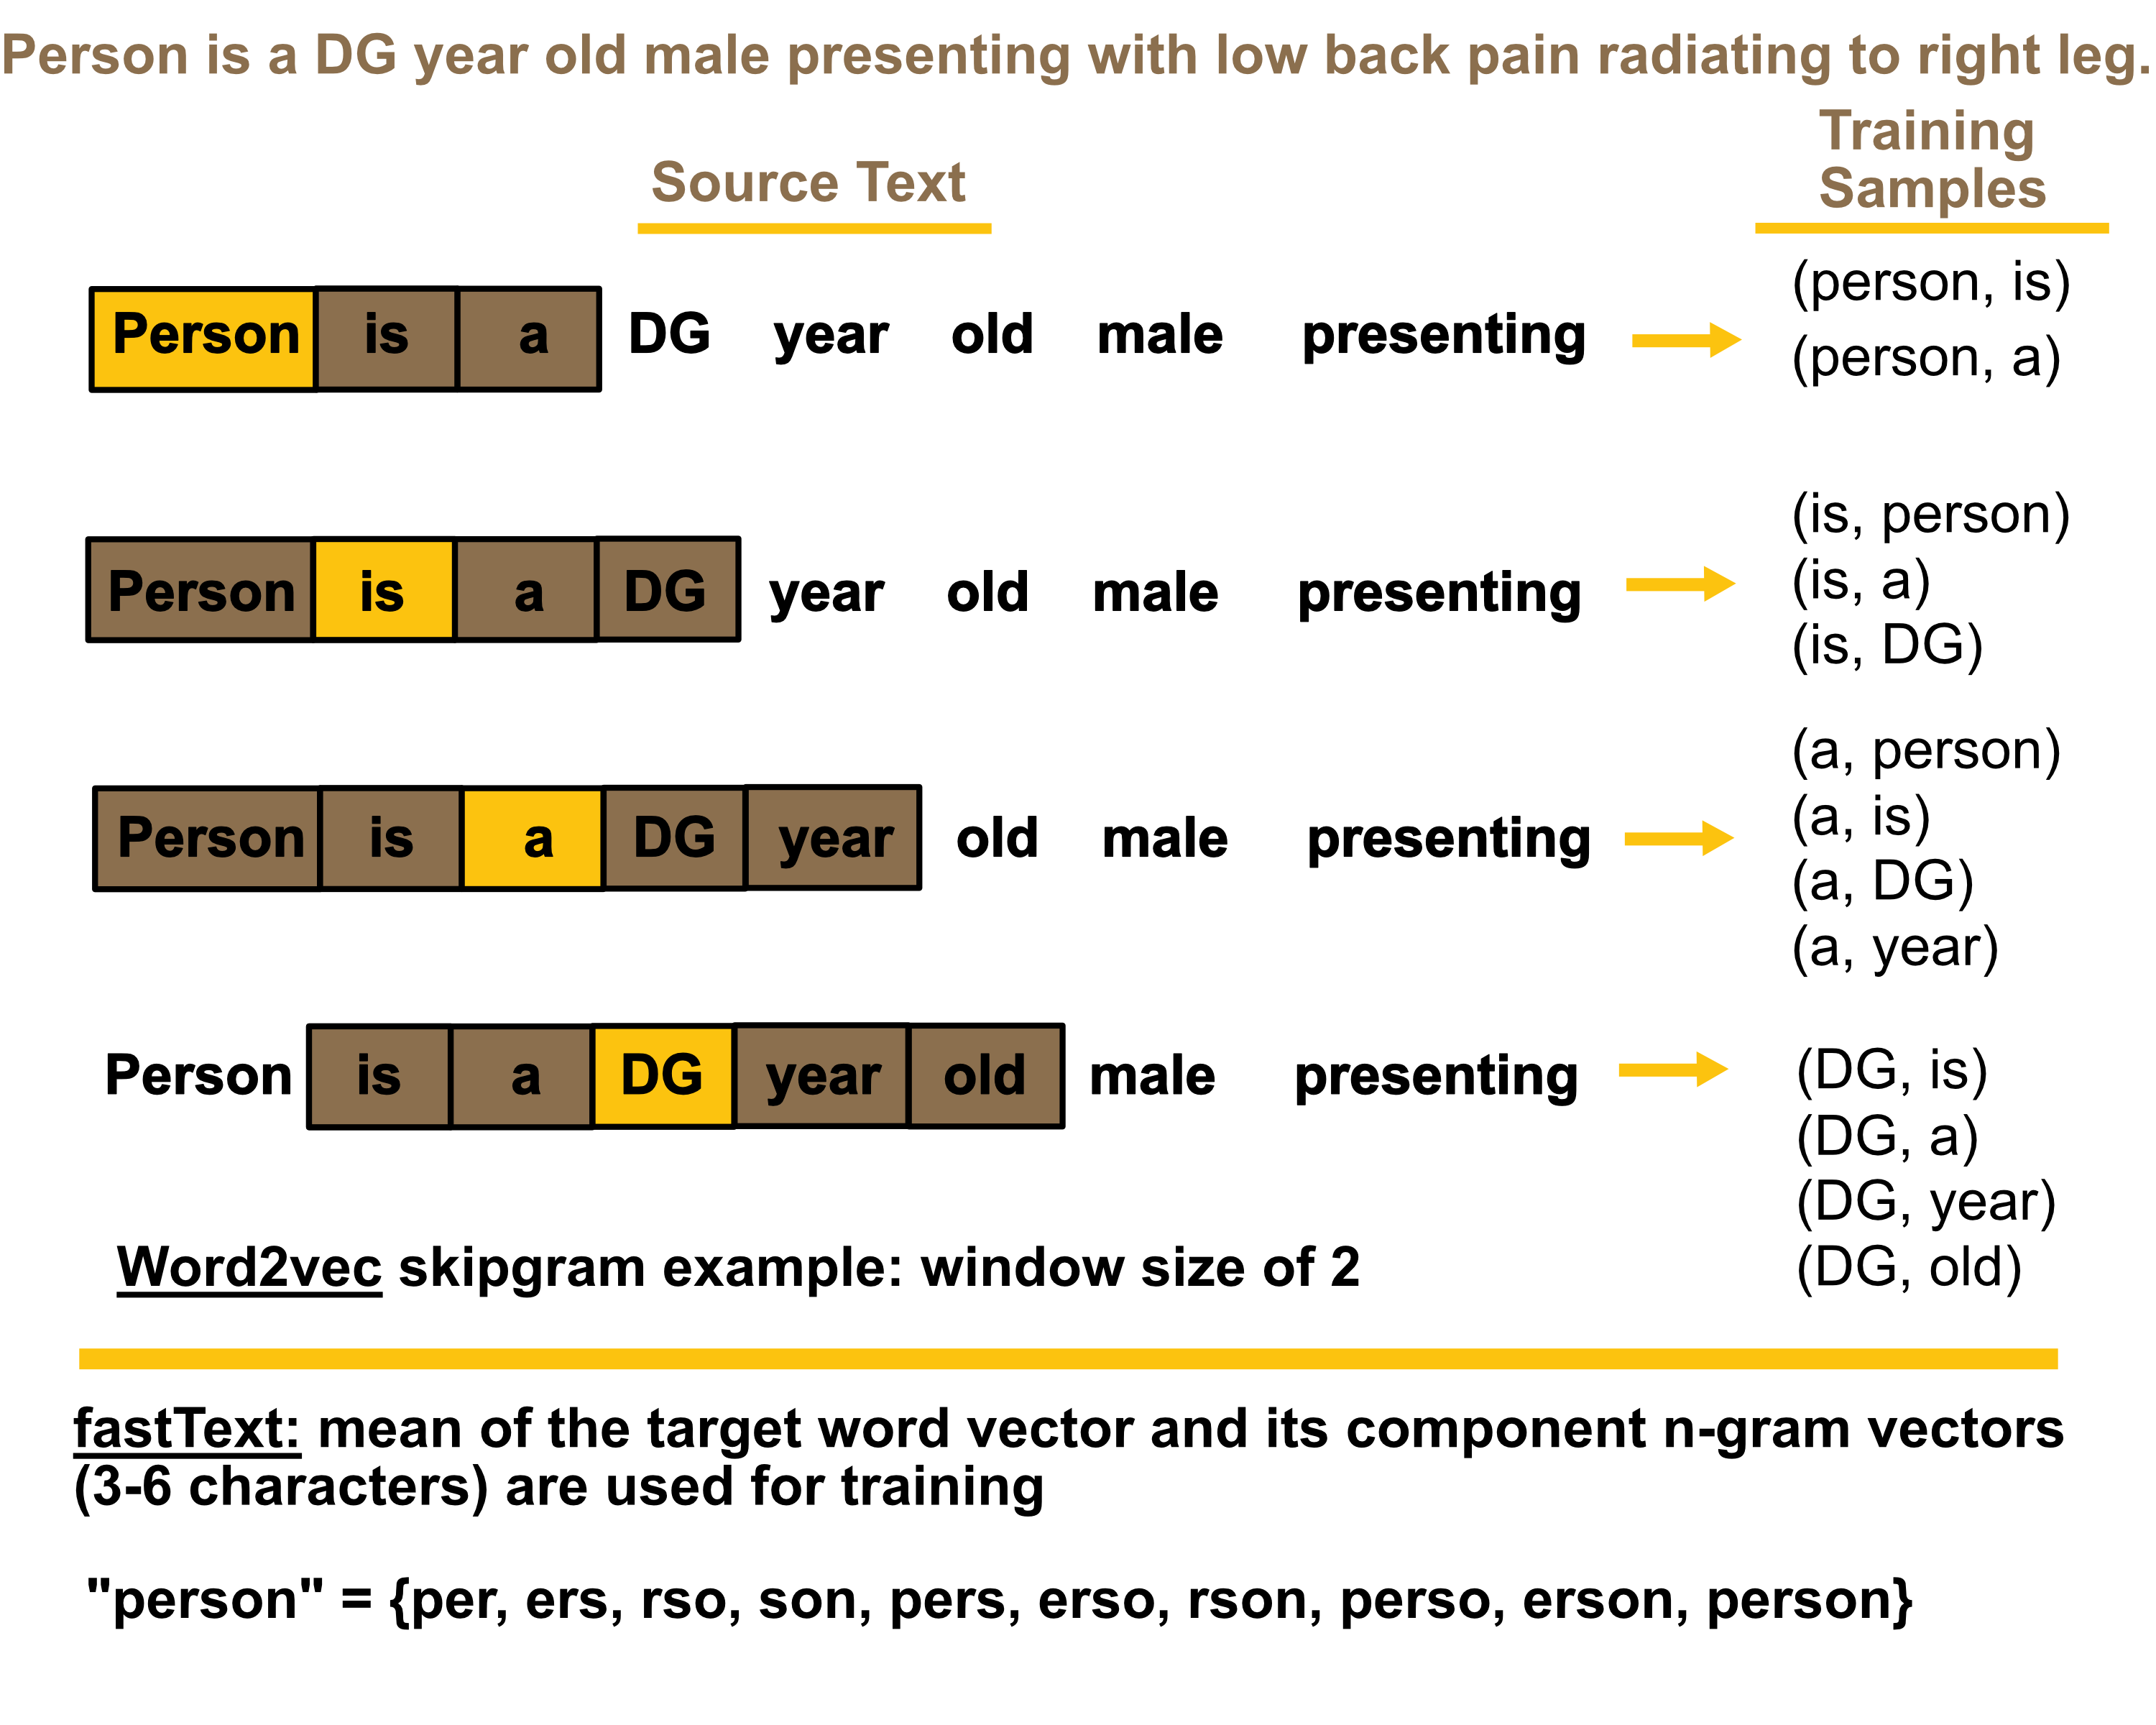 Person is a DG year old male presenting with low back pain radiating to right leg.
Source Text
Training
Samples
Person is a DG year old male presenting
(person, is)
(person, a)
Person is a DG year old male presenting
(is, person)
(is, a)
(is, DG)
Person is a DG year old male presenting
(a, person)
(a, is)
(a, DG)
(a, year)
Person is a DG year old male presenting
(DG, is)
(DG, a)
(DG, year)
(DG, old)
Word2vec skipgram example: window size of 2
fastText: mean of the target word vector and its component n-gram vectors
(3-6 characters) are used for training
"person" = {per, ers, rso, son, pers, erso, rson, perso, erson, person}